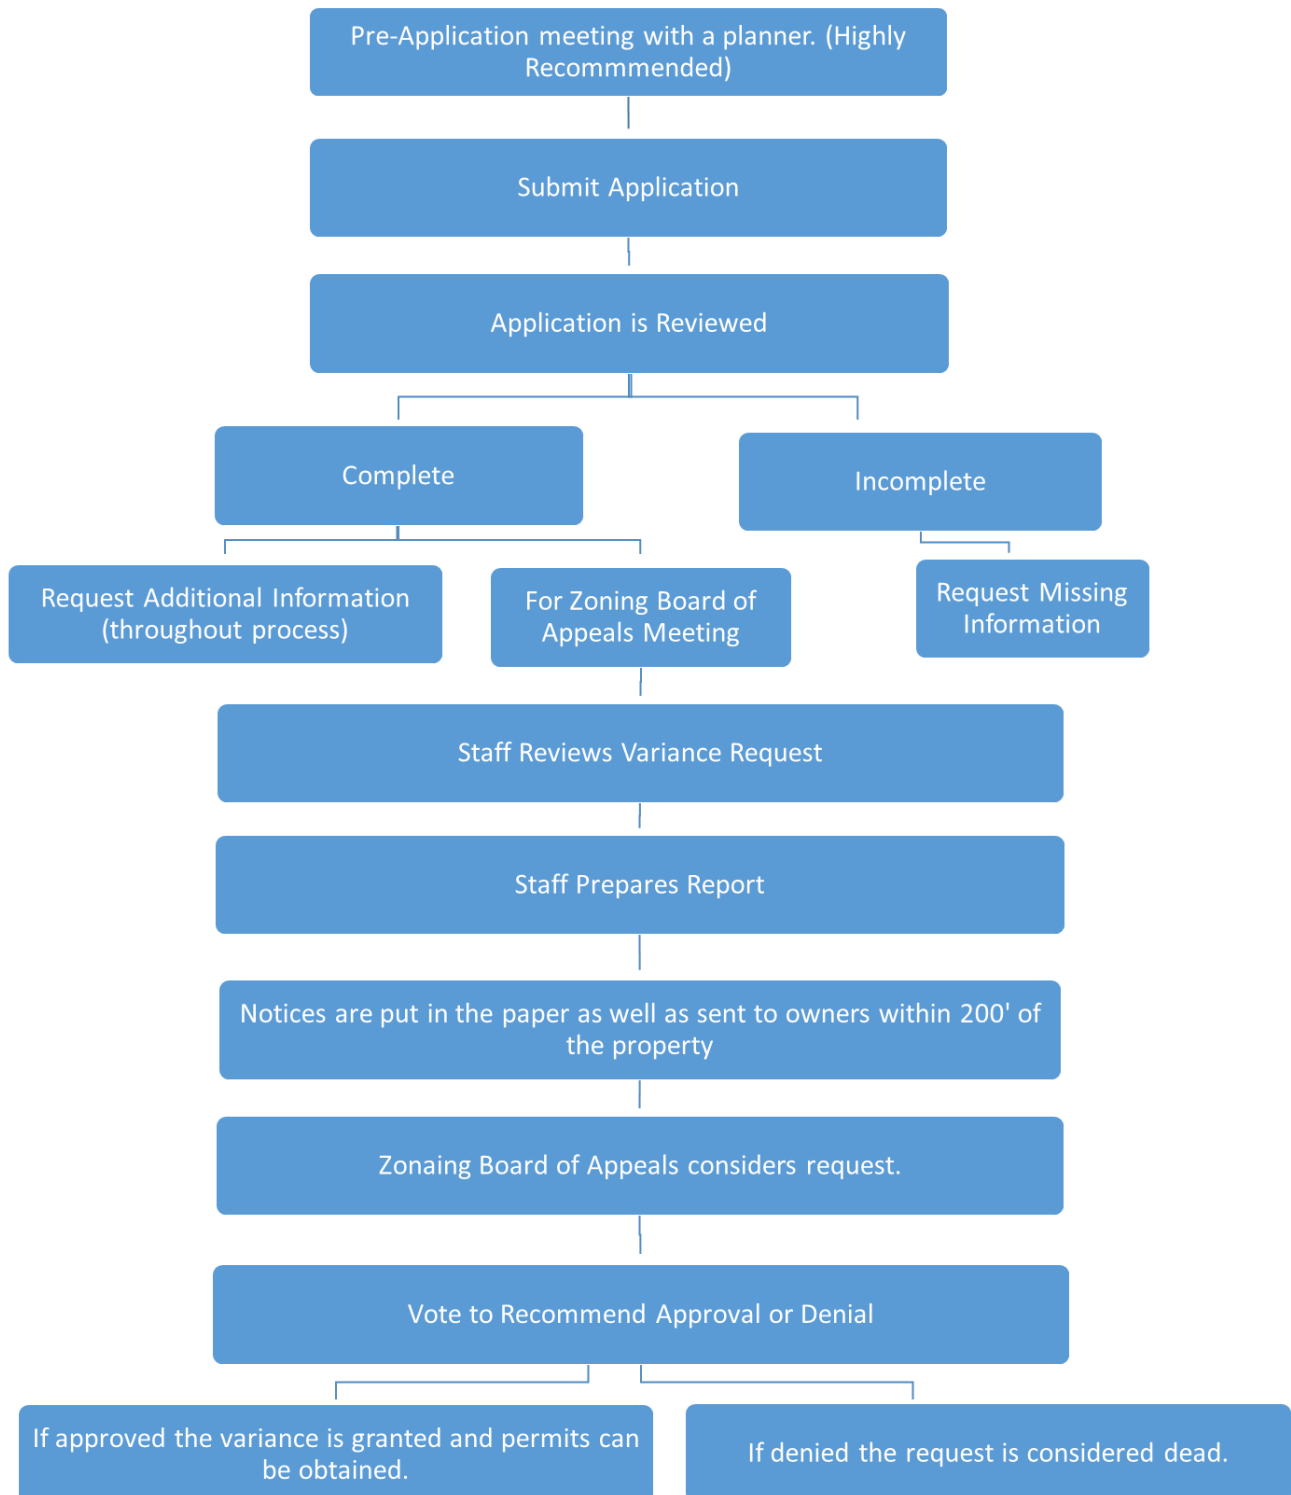 Pre-Application meeting with a planner. (Highly
Recommmended)
Submit Application
Application is Reviewed
Complete
Incomplete
Request Additional Information
(throughout process)
For Zoning Board of
Appeals Meeting
Request Missing
Information
Staff Reviews Variance Request
Staff Prepares Report
Notices are put in the paper as well as sent to owners within 200' of
the property
Zonaing Board of Appeals considers request.
Vote to Recommend Approval or Denial
If approved the variance is granted and permits can
be obtained.
If denied the request is considered dead.